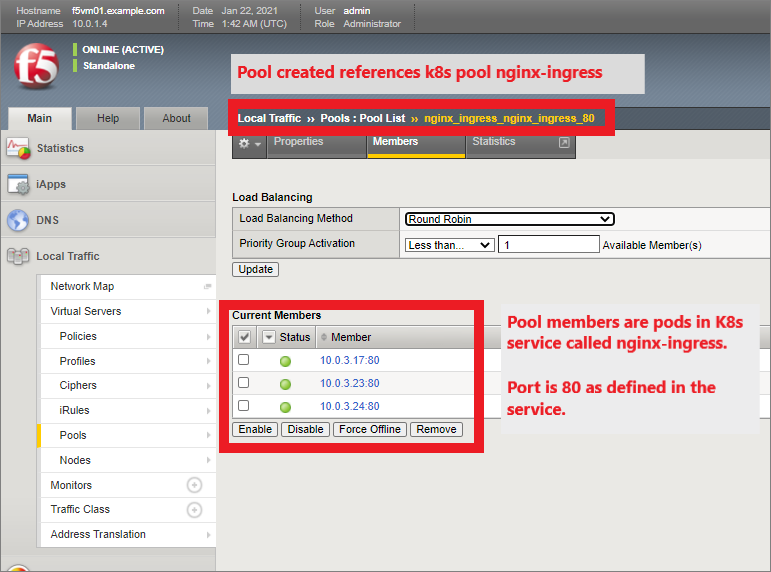 Hostname f5vm01.example.com Date Jan 22, 2021 User admin
IP Address 10.0.1.4 Time 1:42 AM (UTC) Role Administrator
f5
ONLINE (ACTIVE)
Standalone
Pool created references k8s pool nginx-ingress
Main Help About
Local Traffic ›› Pools : Pool List ›› nginx_ingress_nginx_ingress_80
Properties Members Statistics
Statistics
iApps
DNS
Local Traffic
Network Map
Virtual Servers
Policies
Profiles
Ciphers
iRules
Pools
Nodes
Monitors
Traffic Class
Address Translation
Load Balancing
Load Balancing Method Round Robin
Priority Group Activation Less than... 1 Available Member(s)
Update
Current Members
Status Member
10.0.3.17:80
10.0.3.23:80
10.0.3.24:80
Enable Disable Force Offline Remove
Pool members are pods in K8s
service called nginx-ingress.
Port is 80 as defined in the
service.